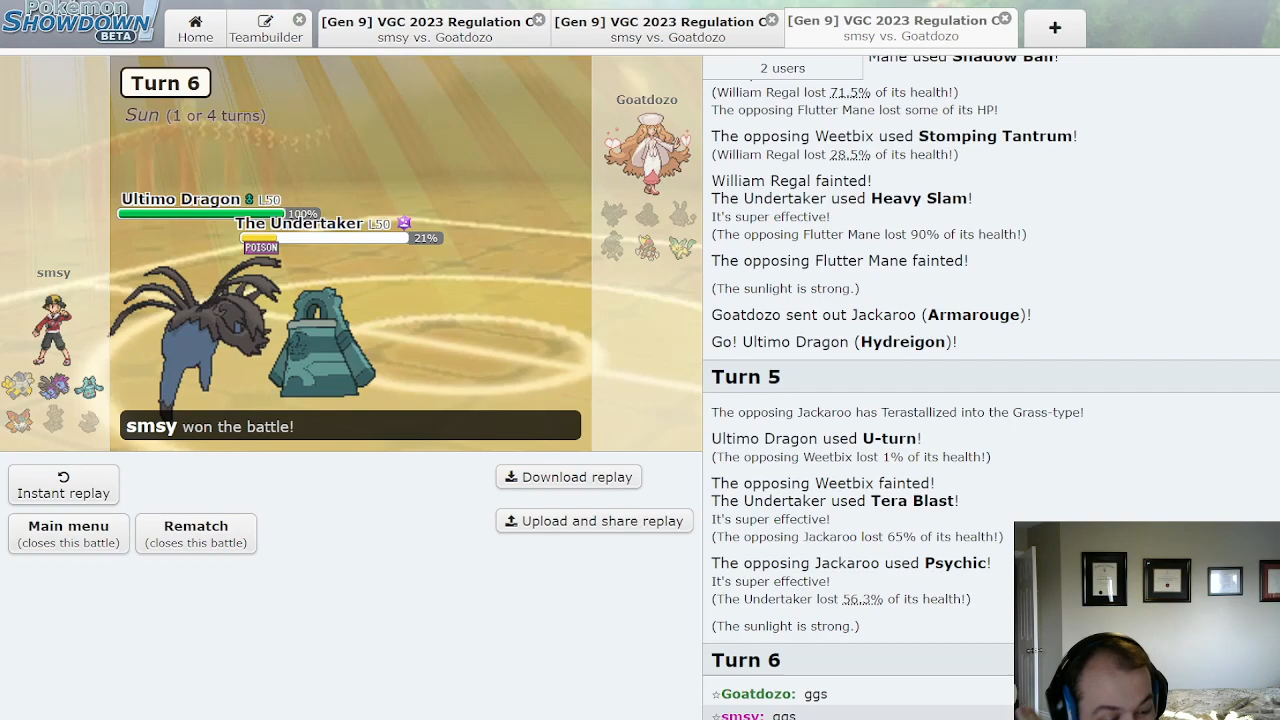 Pokémon
SHOWDOWN
BETA
Home
Teambuilder
[Gen 9] VGC 2023 Regulation C
smsy vs. Goatdozo
[Gen 9] VGC 2023 Regulation C
smsy vs. Goatdozo
[Gen 9] VGC 2023 Regulation C
smsy vs. Goatdozo
Turn 6
Sun (1 or 4 turns)
Goatdozo
Ultimo Dragon L50
100%
The Undertaker L50
21%
POISON
smsy
smsy won the battle!
Instant replay
Download replay
Upload and share replay
Main menu
(closes this battle)
Rematch
(closes this battle)
2 users
Mane used Shadow Ball!
(William Regal lost 71.5% of its health!)
The opposing Flutter Mane lost some of its HP!
The opposing Weetbix used Stomping Tantrum!
(William Regal lost 28.5% of its health!)
William Regal fainted!
The Undertaker used Heavy Slam!
It's super effective!
(The opposing Flutter Mane lost 90% of its health!)
The opposing Flutter Mane fainted!
(The sunlight is strong.)
Goatdozo sent out Jackaroo (Armarouge)!
Go! Ultimo Dragon (Hydreigon)!
Turn 5
The opposing Jackaroo has Terastallized into the Grass-type!
Ultimo Dragon used U-turn!
(The opposing Weetbix lost 1% of its health!)
The opposing Weetbix fainted!
The Undertaker used Tera Blast!
It's super effective!
(The opposing Jackaroo lost 65% of its health!)
The opposing Jackaroo used Psychic!
It's super effective!
(The Undertaker lost 56.3% of its health!)
(The sunlight is strong.)
Turn 6
☆Goatdozo: ggs
☆smsy: ggs